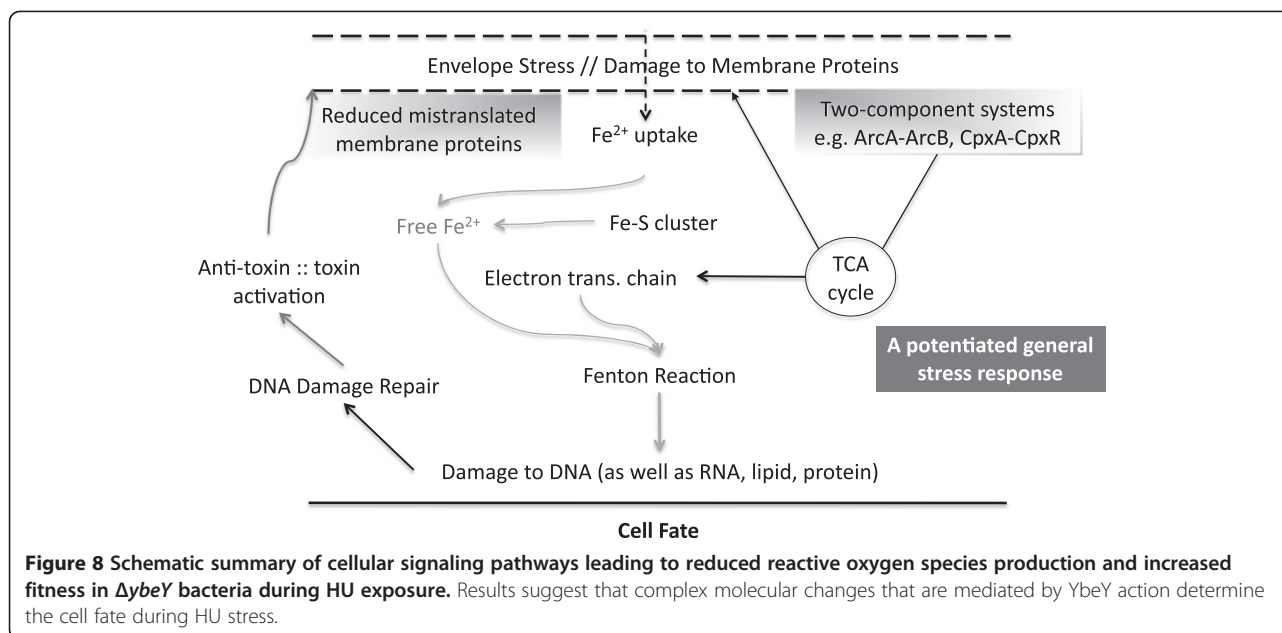 Envelope Stress // Damage to Membrane Proteins
Reduced mistranslated
membrane proteins
Fe²⁺ uptake
Two-component systems
e.g. ArcA-ArcB, CpxA-CpxR
Free Fe²⁺
Fe-S cluster
Anti-toxin :: toxin
activation
Electron trans. chain
TCA
cycle
A potentiated general
stress response
DNA Damage Repair
Fenton Reaction
Damage to DNA (as well as RNA, lipid, protein)
Cell Fate
Figure 8 Schematic summary of cellular signaling pathways leading to reduced reactive oxygen species production and increased
fitness in ΔybeY bacteria during HU exposure. Results suggest that complex molecular changes that are mediated by YbeY action determine
the cell fate during HU stress.